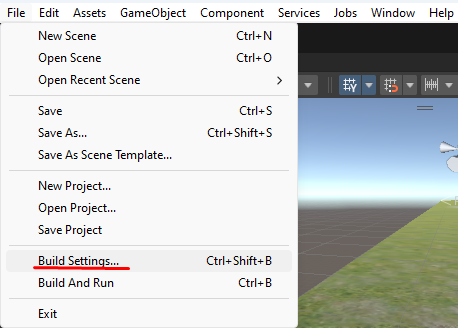 File Edit Assets GameObject Component Services Jobs Window Help
New Scene Ctrl+N
Open Scene Ctrl+O
Open Recent Scene
Save Ctrl+S
Save As... Ctrl+Shift+S
Save As Scene Template...
New Project...
Open Project...
Save Project
Build Settings... Ctrl+Shift+B
Build And Run Ctrl+B
Exit